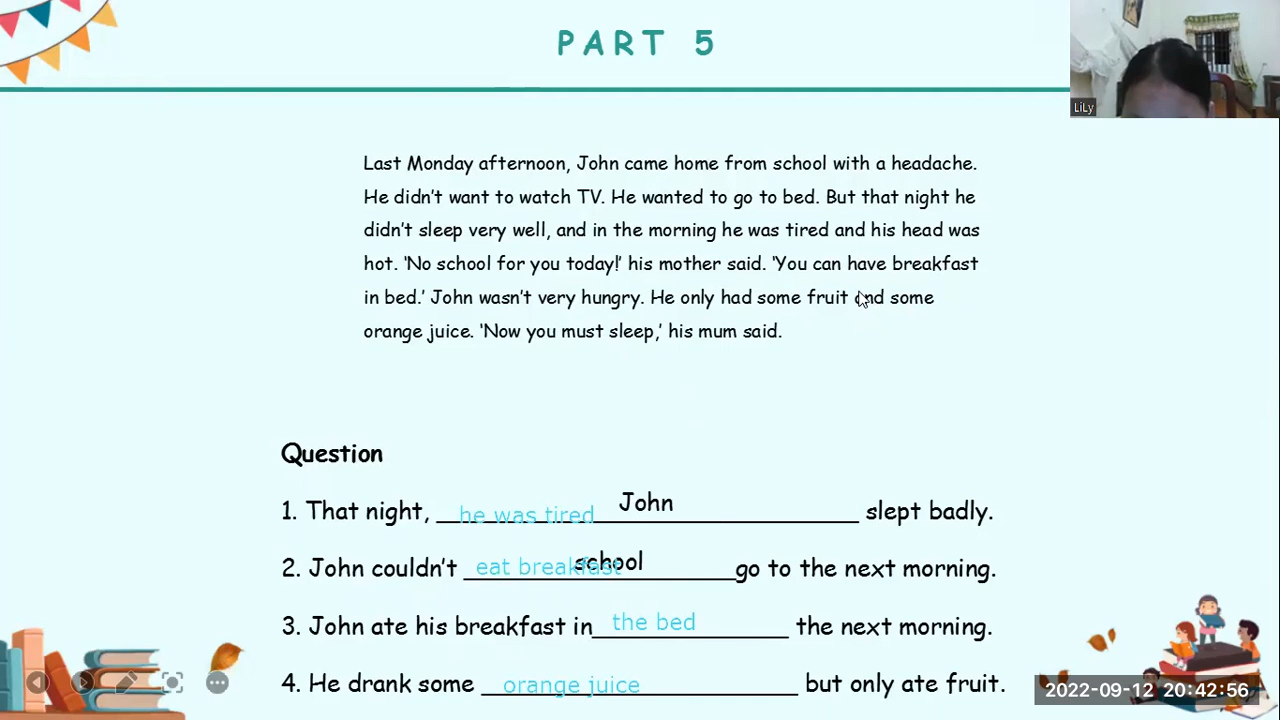 PART 5
LiLy
Last Monday afternoon, John came home from school with a headache.
He didn't want to watch TV. He wanted to go to bed. But that night he
didn't sleep very well, and in the morning he was tired and his head was
hot. 'No school for you today!' his mother said. 'You can have breakfast
in bed.' John wasn't very hungry. He only had some fruit and some
orange juice. 'Now you must sleep,' his mum said.
Question
1. That night, he was tired John slept badly.
2. John couldn't eat breakfast school go to the next morning.
3. John ate his breakfast in the bed the next morning.
4. He drank some orange juice but only ate fruit.
2022-09-12 20:42:56